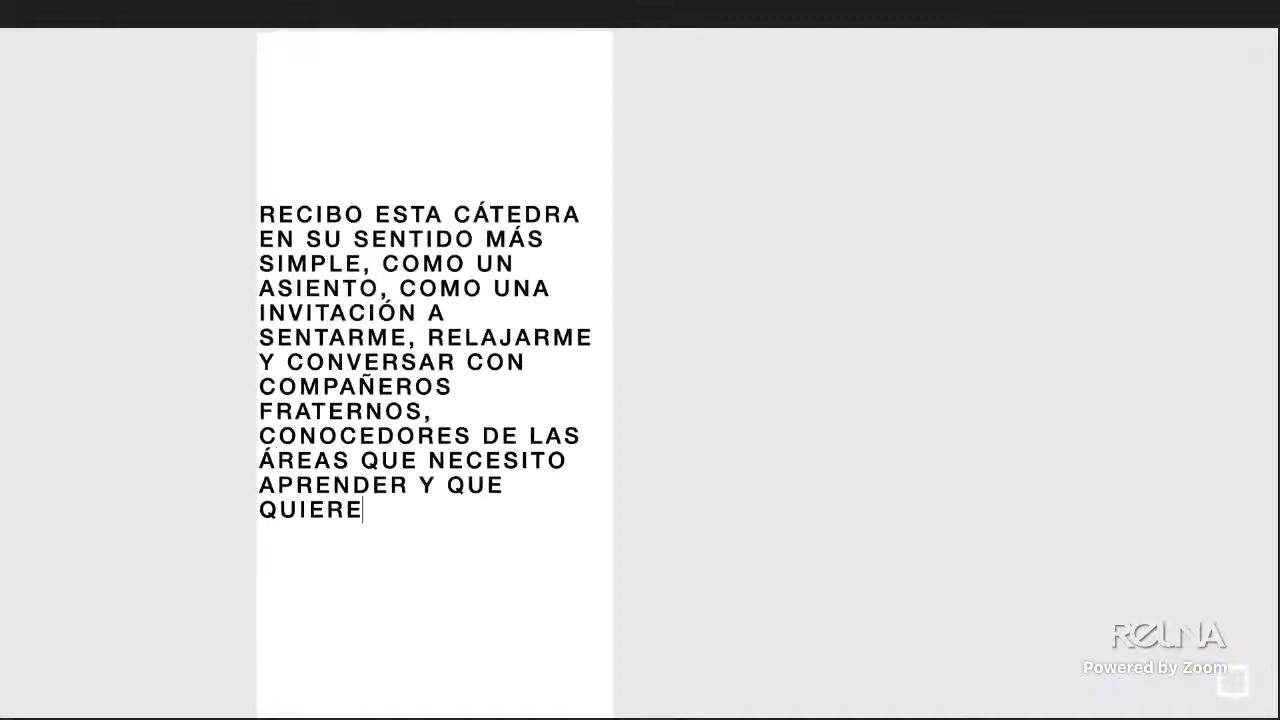 RECIBO ESTA CÁTEDRA
EN SU SENTIDO MÁS
SIMPLE, COMO UN
ASIENTO, COMO UNA
INVITACIÓN A
SENTARME, RELAJARME
Y CONVERSAR CON
COMPAÑEROS
FRATERNOS,
CONOCEDORES DE LAS
ÁREAS QUE NECESITO
APRENDER Y QUE
QUIERE
REUNA
Powered by Zoom